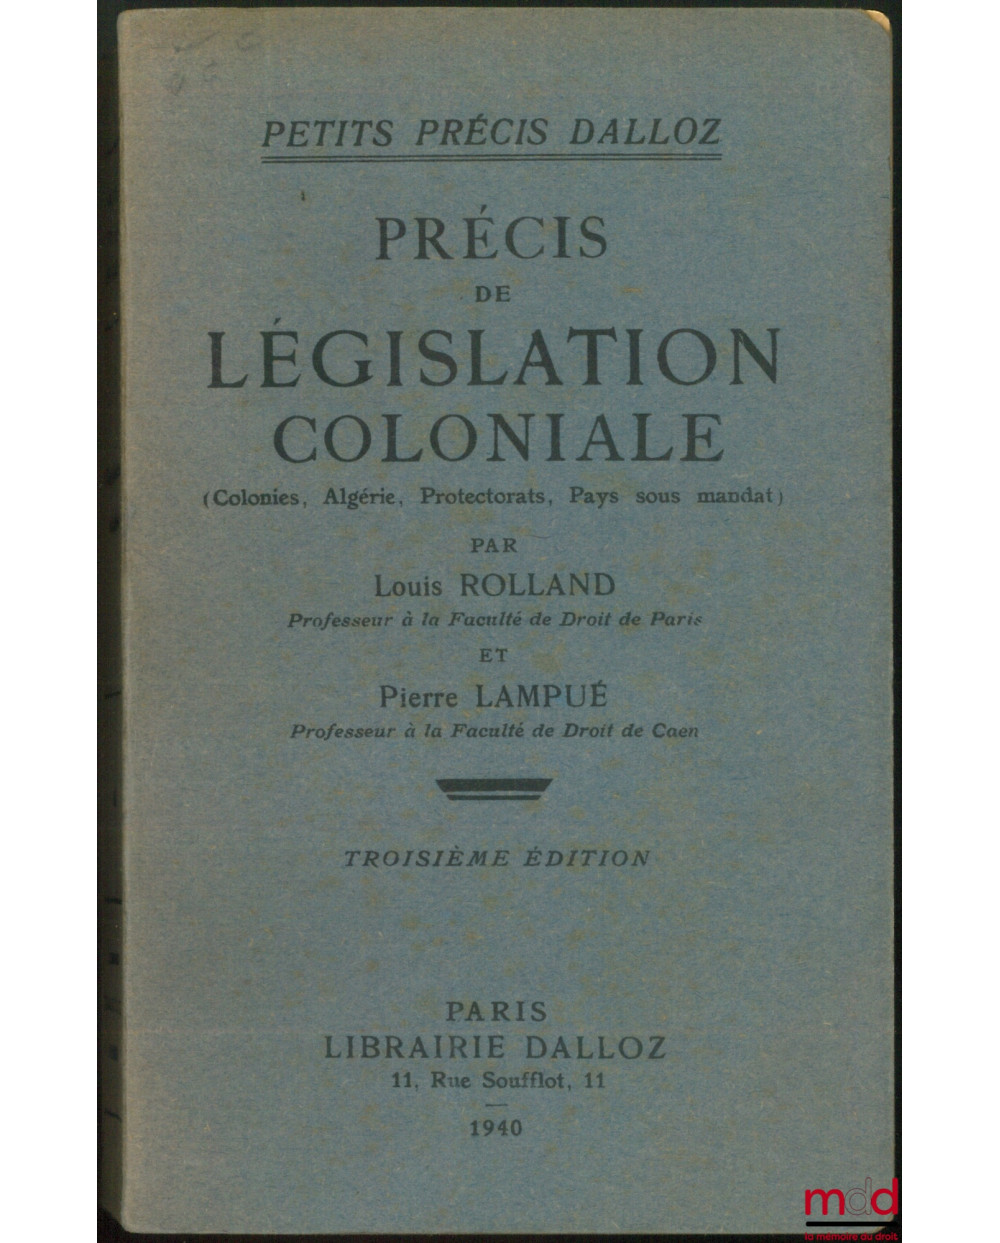 PETITS PRÉCIS DALLOZ
PRÉCIS
DE
LÉGISLATION
COLONIALE
(Colonies, Algérie, Protectorats, Pays sous mandat)
PAR
Louis ROLLAND
Professeur à la Faculté de Droit de Paris
ET
Pierre LAMPUÉ
Professeur à la Faculté de Droit de Caen
TROISIÈME ÉDITION
PARIS
LIBRAIRIE DALLOZ
11, Rue Soufflot, 11
1940
mdd
la mémoire du droit